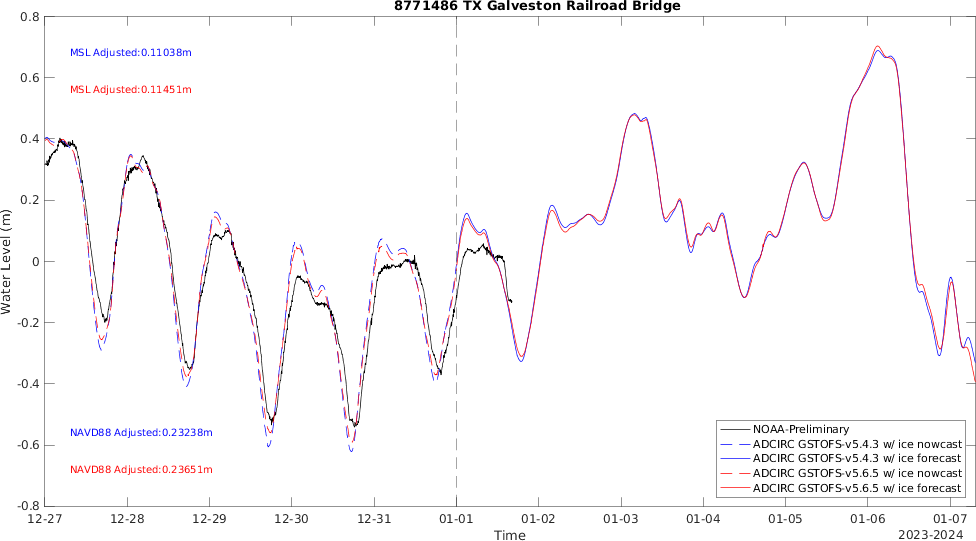 8771486 TX Galveston Railroad Bridge
0.8
0.6
0.4
0.2
0
-0.2
-0.4
-0.6
-0.8
Water Level (m)
MSL Adjusted:0.11038m
MSL Adjusted:0.11451m
NAVD88 Adjusted:0.23238m
NAVD88 Adjusted:0.23651m
NOAA-Preliminary
ADCIRC GSTOFS-v5.4.3 w/ ice nowcast
ADCIRC GSTOFS-v5.4.3 w/ ice forecast
ADCIRC GSTOFS-v5.6.5 w/ ice nowcast
ADCIRC GSTOFS-v5.6.5 w/ ice forecast
12-27 12-28 12-29 12-30 12-31 01-01 01-02 01-03 01-04 01-05 01-06 01-07
Time
2023-2024